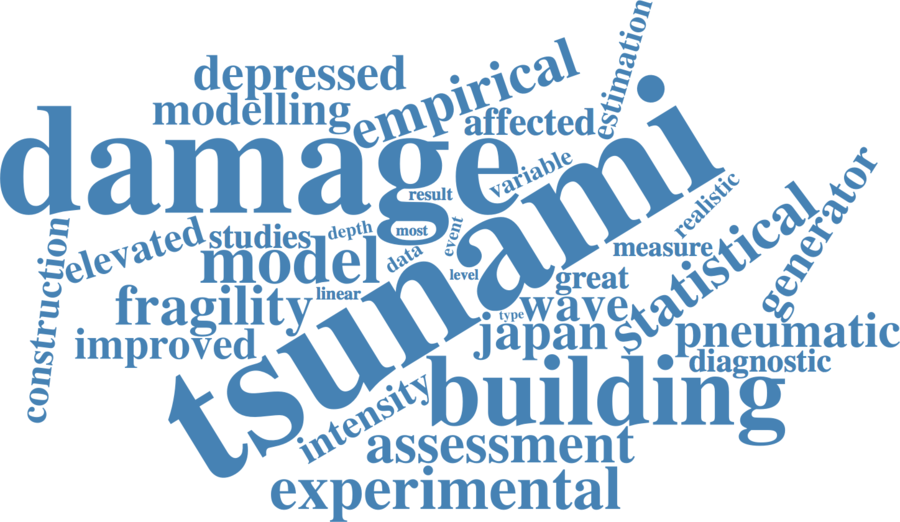 estimation
depressed
empirical
modelling
affected
damage
tsunami
variable
result
realistic
generator
construction
elevated
studies
depth
most
event
measure
statistical
model
data
level
great
fragility
linear
wave
type
japan
pneumatic
improved
diagnostic
building
intensity
assessment
experimental